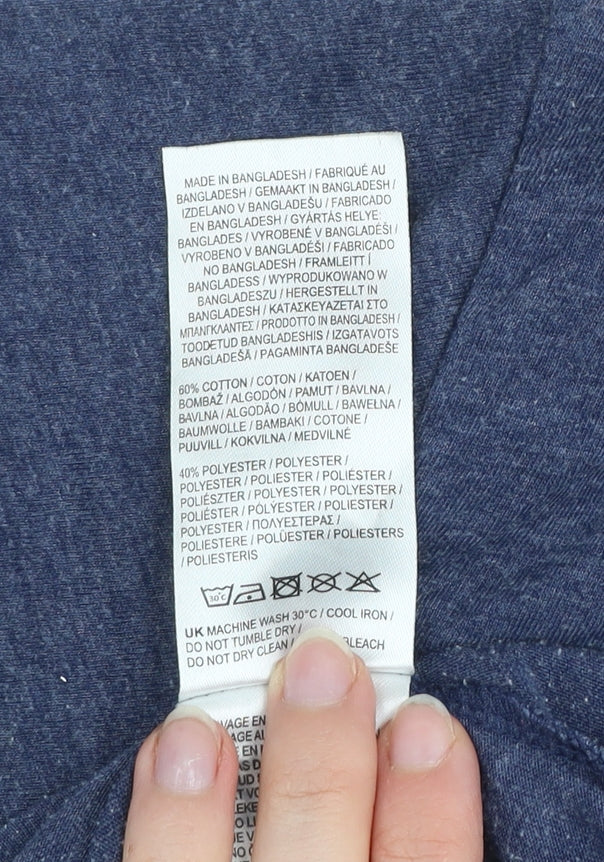 MADE IN BANGLADESH / FABRIQUÉ AU
BANGLADESH / GEMAAKT IN BANGLADESH /
IZDELANO V BANGLADEŠU / FABRICADO
EN BANGLADESH / GYÁRTÁS HELYE:
BANGLADES / VYROBENÉ V BANGLADÉŠI /
VYROBENO V BANGLADÉŠI / FABRICADO
NO BANGLADESH / FRAMLEITT Í
BANGLADESS / WYPRODUKOWANO W
BANGLADESZU / HERGESTELLT IN
BANGLADESH / ΚΑΤΑΣΚΕΥΑΖΕΤΑΙ ΣΤΟ
ΜΠΑΝΓΚΛΑΝΤΕΣ / PRODOTTO IN BANGLADESH /
TOODETUD BANGLADESHIS / IZGATAVOTS
BANGLADEŠĀ / PAGAMINTA BANGLADEŠE
60% COTTON / COTON / KATOEN /
BOMBAŽ / ALGODÓN / PAMUT / BAVLNA /
BAVLNA / ALGODÃO / BÓMULL / BAWEŁNA /
BAUMWOLLE / BAMBAKI / COTONE /
PUUVILL / KOKVILNA / MEDVILNĖ
40% POLYESTER / POLYESTER /
POLYESTER / POLIESTER / POLIÉSTER /
POLIÉSZTER / POLYESTER / POLYESTER /
POLIÉSTER / PÓLÝESTER / POLIESTER /
POLYESTER / ΠΟΛΥΕΣΤΕΡΑΣ /
POLIESTERE / POLÜESTER / POLIYESTERS
/ POLIESTERIS
30°C
UK MACHINE WASH 30°C / COOL IRON /
DO NOT TUMBLE DRY /
DO NOT DRY CLEAN / BLEACH